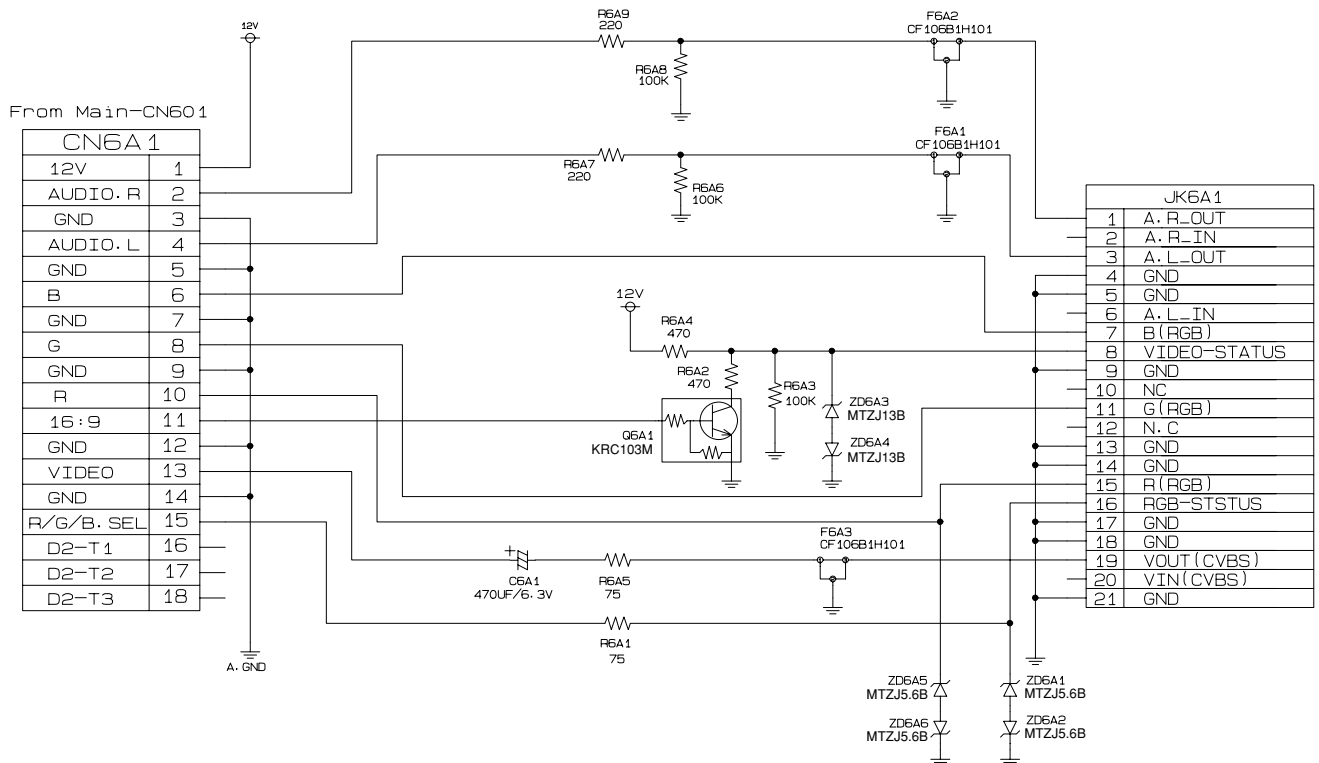 From Main-CN601
CN6A1
12V 1
AUDIO.R 2
GND 3
AUDIO.L 4
GND 5
B 6
GND 7
G 8
GND 9
R 10
16:9 11
GND 12
VIDEO 13
GND 14
R/G/B.SEL 15
D2-T1 16
D2-T2 17
D2-T3 18
12V
A.GND
R6A9
220
R6A8
100K
F6A2
CF106B1H101
R6A7
220
R6A6
100K
F6A1
CF106B1H101
12V
R6A4
470
R6A2
470
R6A3
100K
ZD6A3
MTZJ13B
ZD6A4
MTZJ13B
Q6A1
KRC103M
+
C6A1
470UF/6.3V
R6A5
75
F6A3
CF106B1H101
R6A1
75
ZD6A5
MTZJ5.6B
ZD6A6
MTZJ5.6B
ZD6A1
MTZJ5.6B
ZD6A2
MTZJ5.6B
JK6A1
1 A.R_OUT
2 A.R_IN
3 A.L_OUT
4 GND
5 GND
6 A.L_IN
7 B(RGB)
8 VIDEO-STATUS
9 GND
10 NC
11 G(RGB)
12 N.C
13 GND
14 GND
15 R(RGB)
16 RGB-STSTUS
17 GND
18 GND
19 VOUT(CVBS)
20 VIN(CVBS)
21 GND